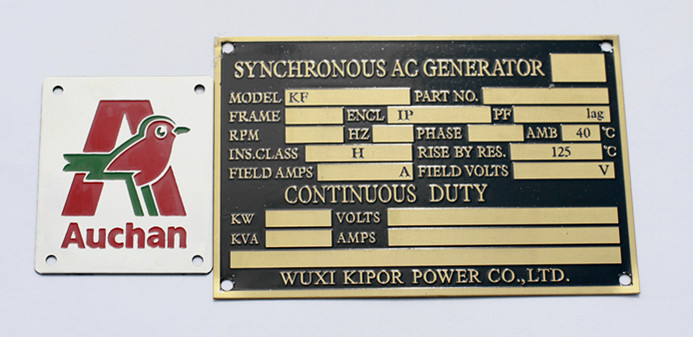 A
Auchan
SYNCHRONOUS AC GENERATOR
MODEL KF PART NO.
FRAME ENCL IP PF lag
RPM HZ PHASE AMB 40 °C
INS.CLASS H RISE BY RES. 125 °C
FIELD AMPS A FIELD VOLTS V
CONTINUOUS DUTY
KW VOLTS
KVA AMPS
WUXI KIPOR POWER CO.,LTD.